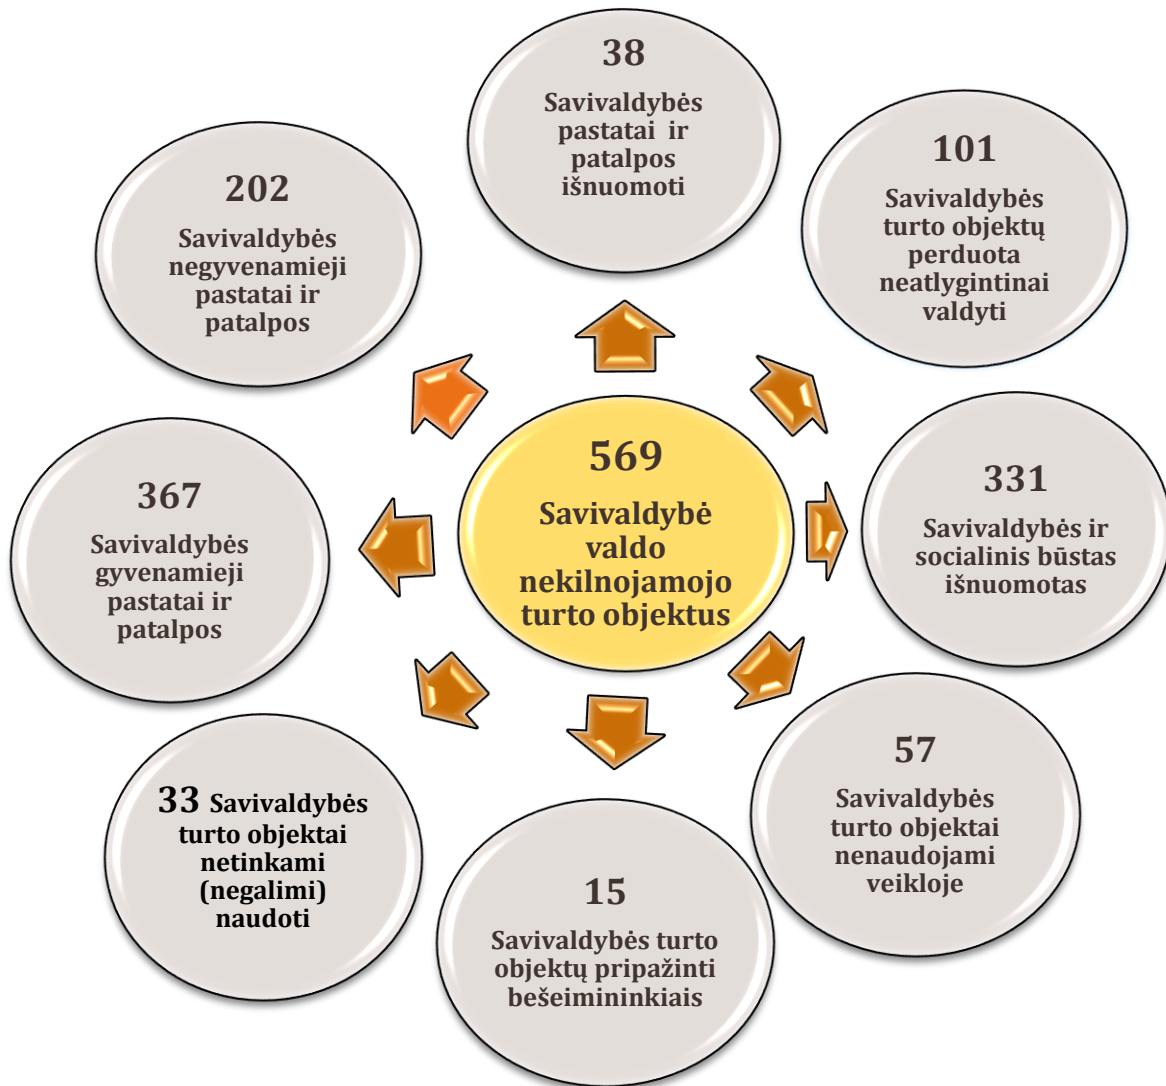 38
Savivaldybės
pastatai ir
patalpos
išnuomoti
101
Savivaldybės
turto objektų
perduota
neatlygintinai
valdyti
202
Savivaldybės
negyvenamieji
pastatai ir
patalpos
569
Savivaldybė
valdo
nekilnojamojo
turto objektus
331
Savivaldybės ir
socialinis būstas
išnuomotas
367
Savivaldybės
gyvenamieji
pastatai ir
patalpos
57
Savivaldybės
turto objektai
nenaudojami
veikloje
33 Savivaldybės
turto objektai
netinkami
(negalimi)
naudoti
15
Savivaldybės turto
objektų pripažinti
bešeimininkiais